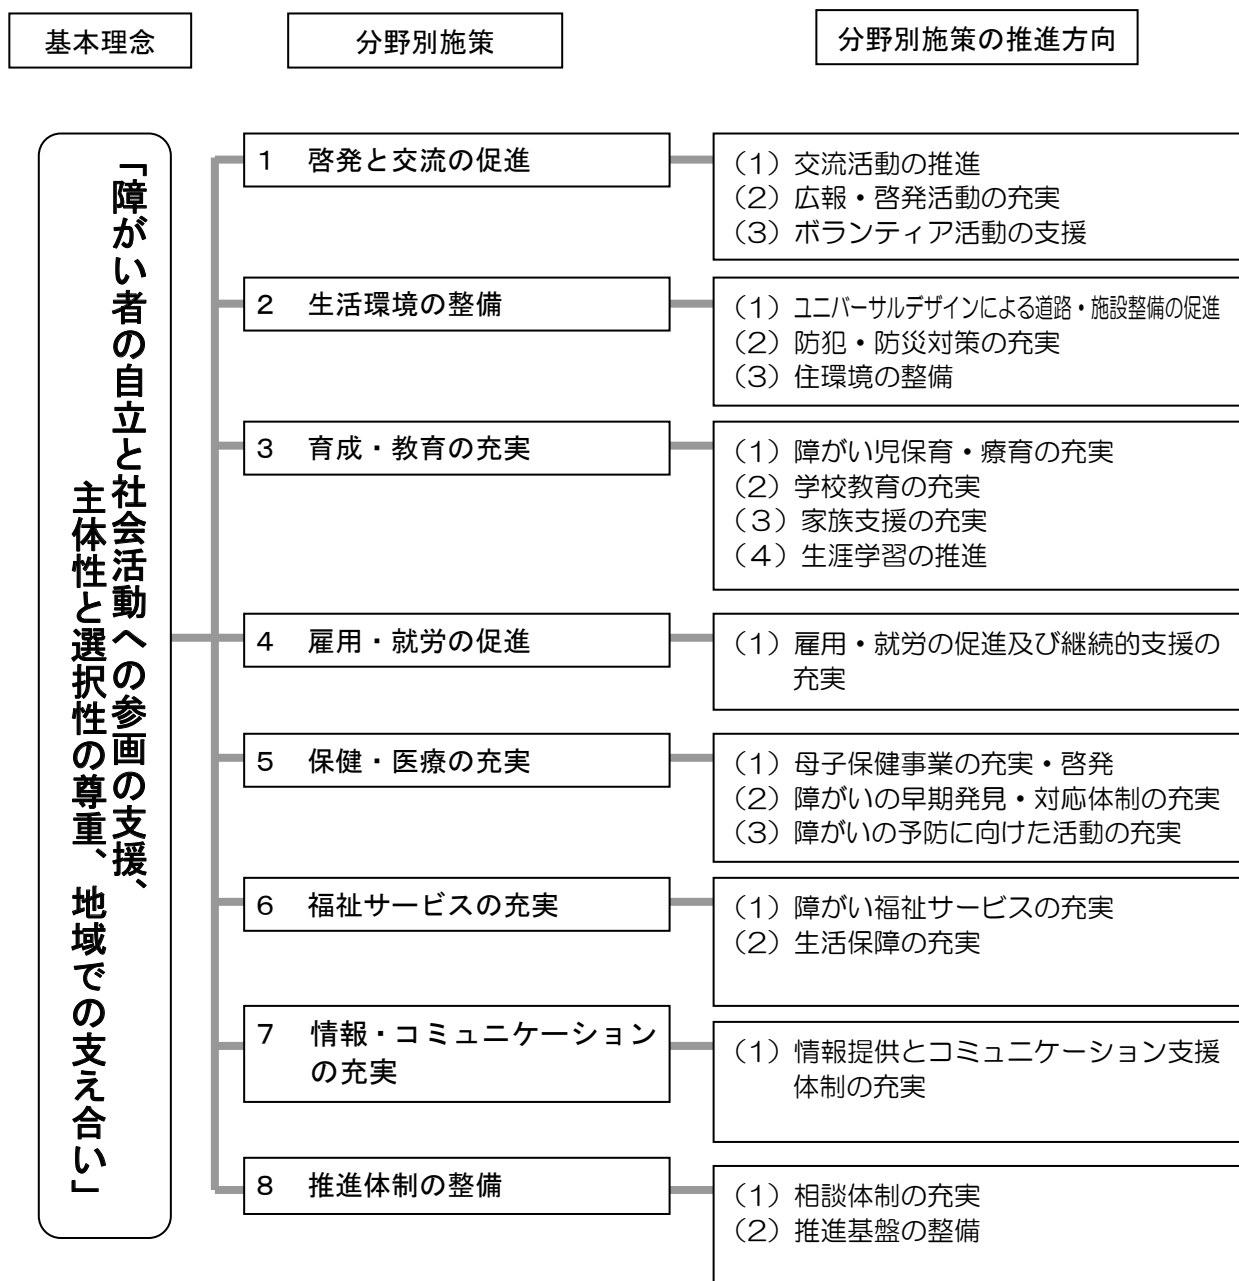 基本理念
分野別施策
分野別施策の推進方向
「障がい者の自立と社会活動への参画の支援、
主体性と選択性の尊重、地域での支え合い」
1 啓発と交流の促進
（1）交流活動の推進
（2）広報・啓発活動の充実
（3）ボランティア活動の支援
2 生活環境の整備
（1）ユニバーサルデザインによる道路・施設整備の促進
（2）防犯・防災対策の充実
（3）住環境の整備
3 育成・教育の充実
（1）障がい児保育・療育の充実
（2）学校教育の充実
（3）家族支援の充実
（4）生涯学習の推進
4 雇用・就労の促進
（1）雇用・就労の促進及び継続的支援の
充実
5 保健・医療の充実
（1）母子保健事業の充実・啓発
（2）障がいの早期発見・対応体制の充実
（3）障がいの予防に向けた活動の充実
6 福祉サービスの充実
（1）障がい福祉サービスの充実
（2）生活保障の充実
7 情報・コミュニケーション
の充実
（1）情報提供とコミュニケーション支援
体制の充実
8 推進体制の整備
（1）相談体制の充実
（2）推進基盤の整備